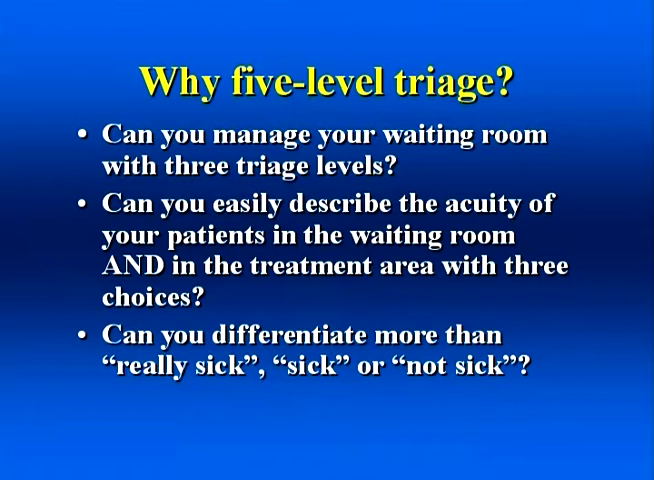 Why five-level triage?
• Can you manage your waiting room
with three triage levels?
• Can you easily describe the acuity of
your patients in the waiting room
AND in the treatment area with three
choices?
• Can you differentiate more than
“really sick”, “sick” or “not sick”?